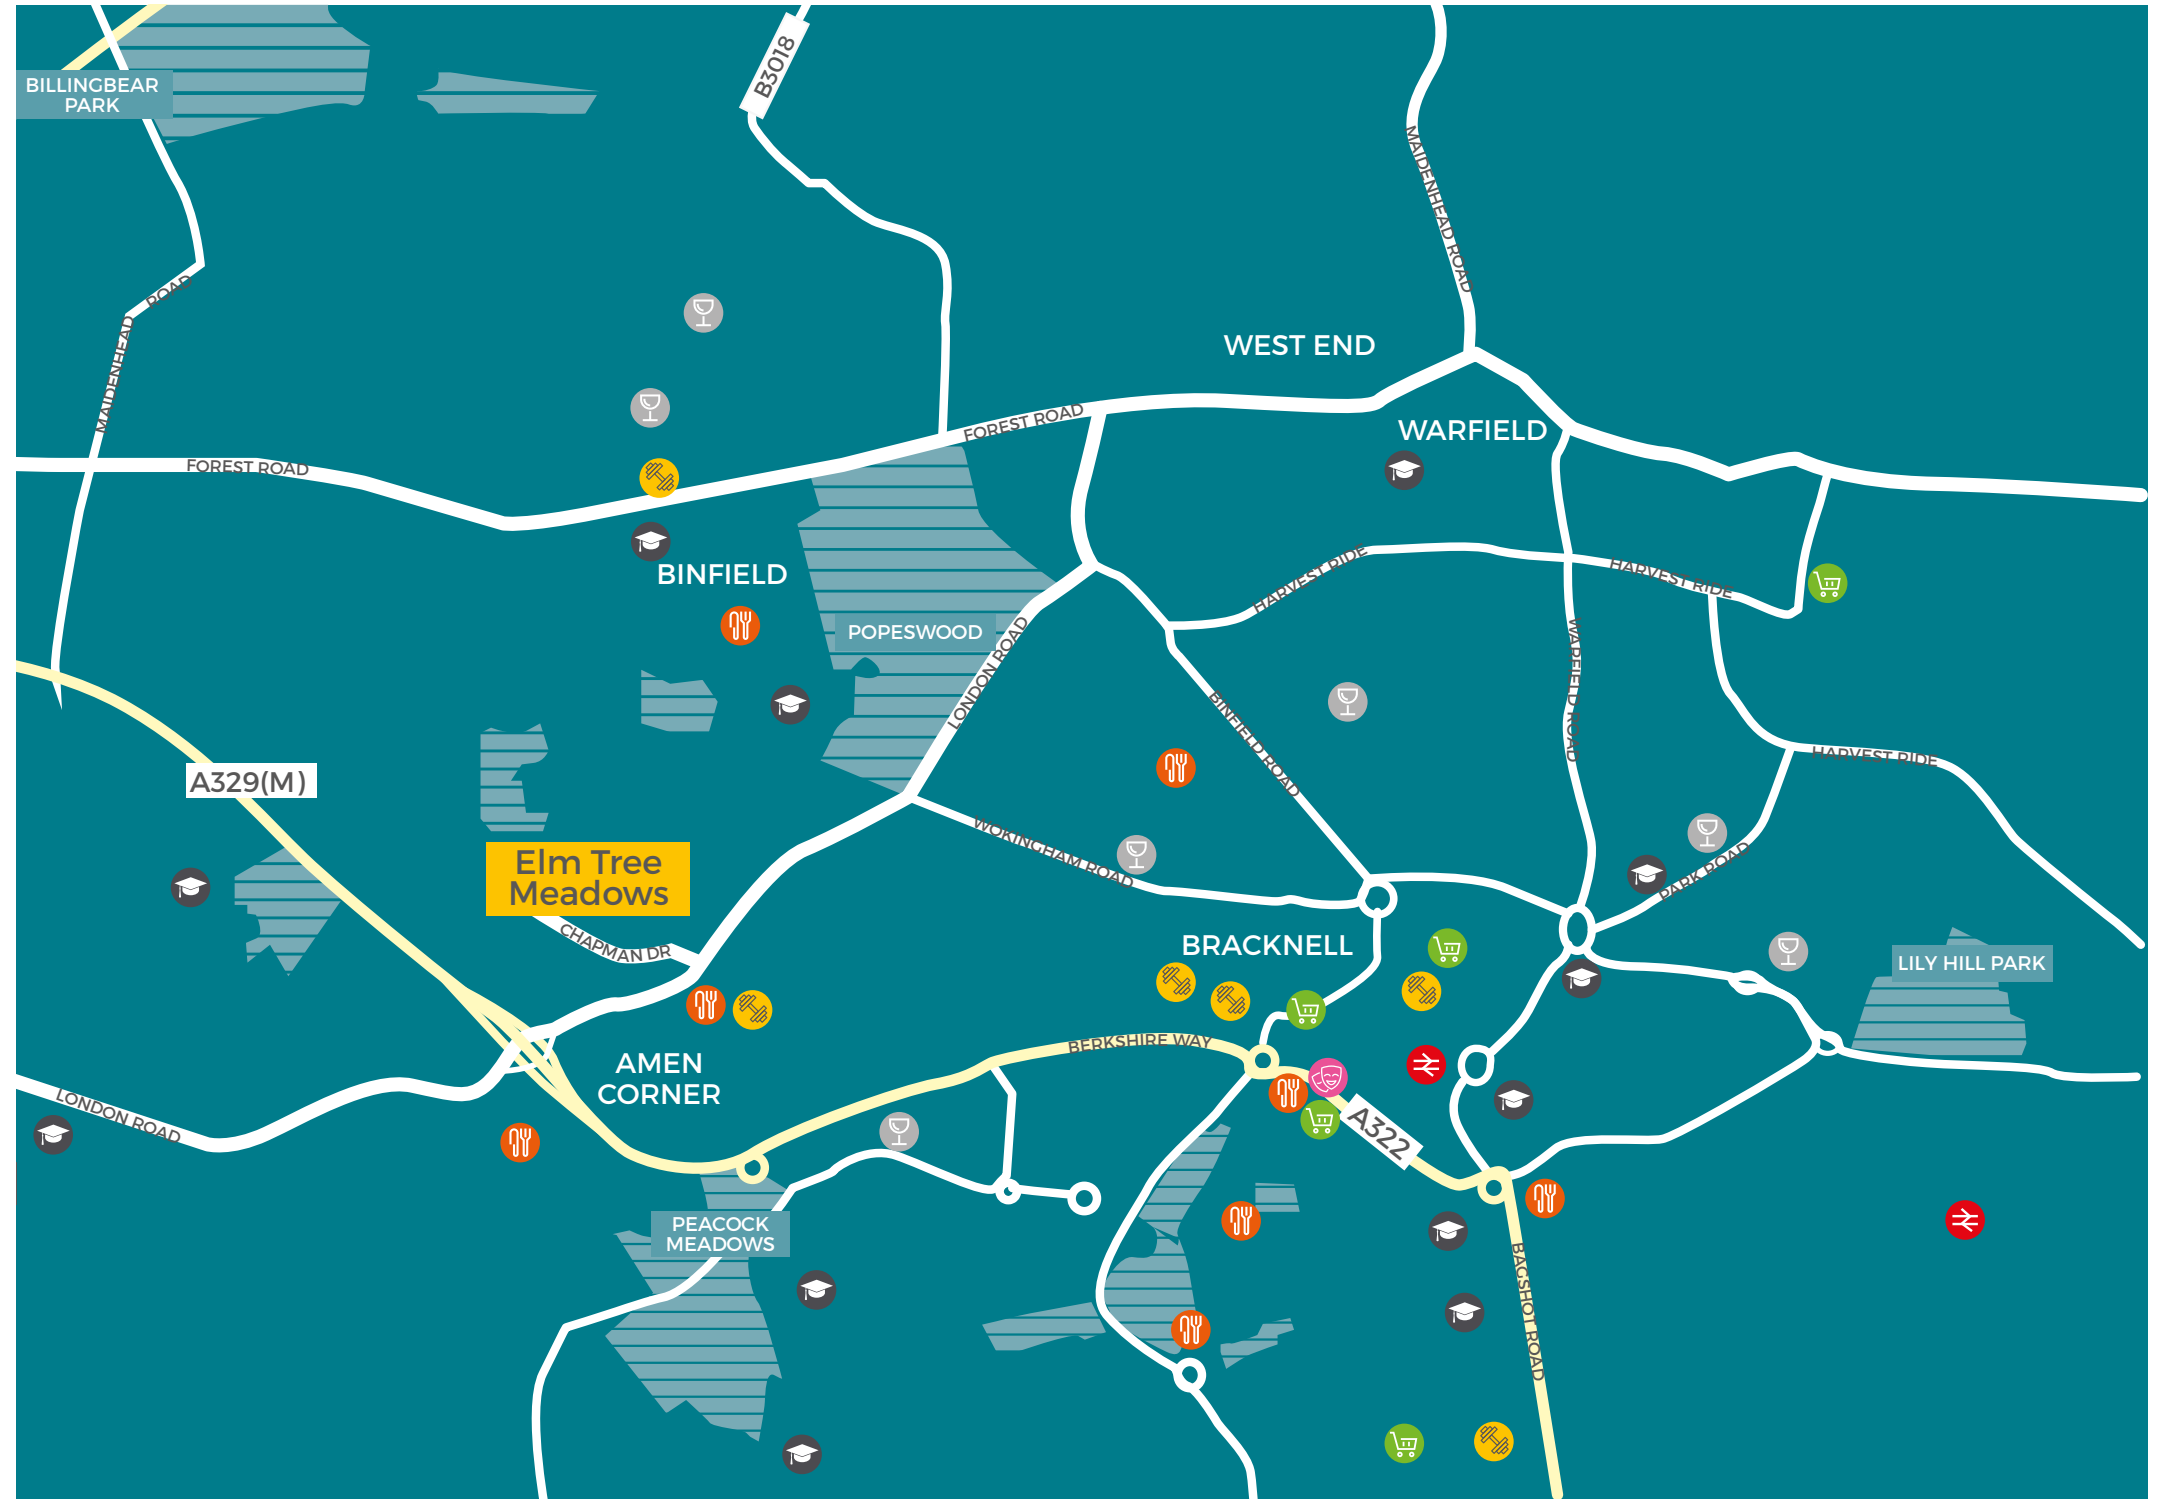 B3018
BILLINGBEAR
PARK
MAIDENHEAD ROAD
ROAD
MAIDENHEAD
WEST END
FOREST ROAD
WARFIELD
FOREST ROAD
BINFIELD
HARVEST RIDE
HARVEST RIDE
POPESWOOD
LONDON ROAD
WARFIELD ROAD
BINFIELD ROAD
A329(M)
HARVEST RIDE
WOKINGHAM ROAD
PARK ROAD
Elm Tree
Meadows
CHAPMAN DR
BRACKNELL
LILY HILL PARK
BERKSHIRE WAY
AMEN
CORNER
LONDON ROAD
A322
PEACOCK
MEADOWS
BAGSHOT ROAD